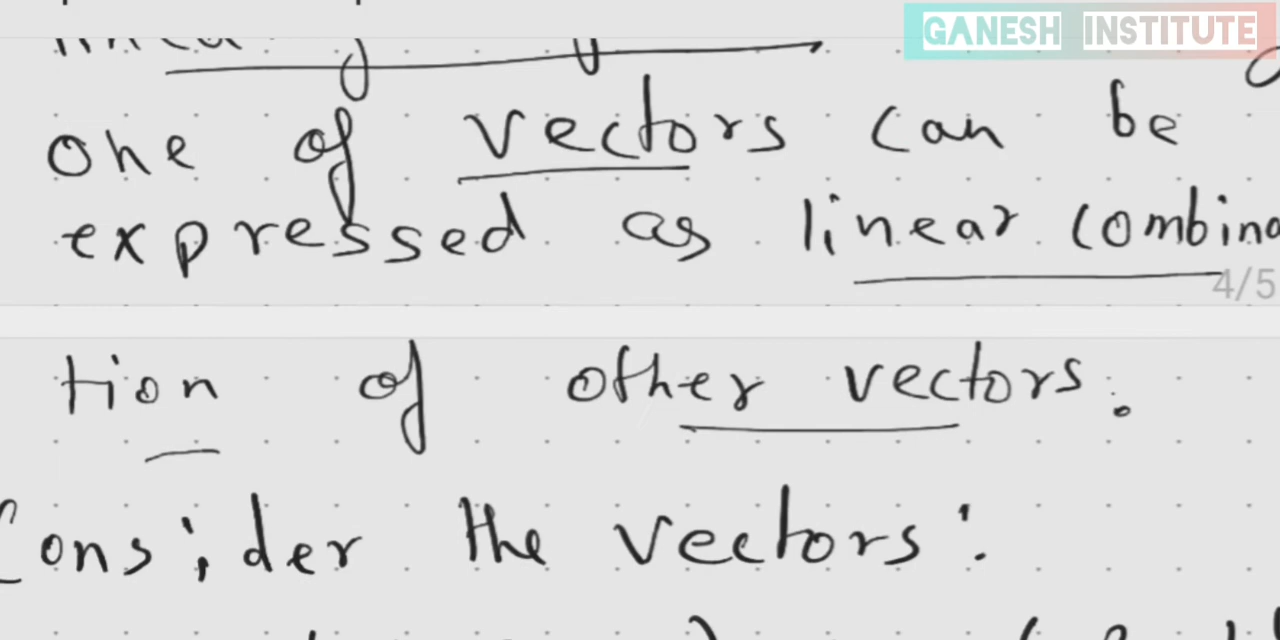 GANESH INSTITUTE
one of vectors can be
expressed as linear combina
4/5
tion of other vectors.
Consider the vectors: